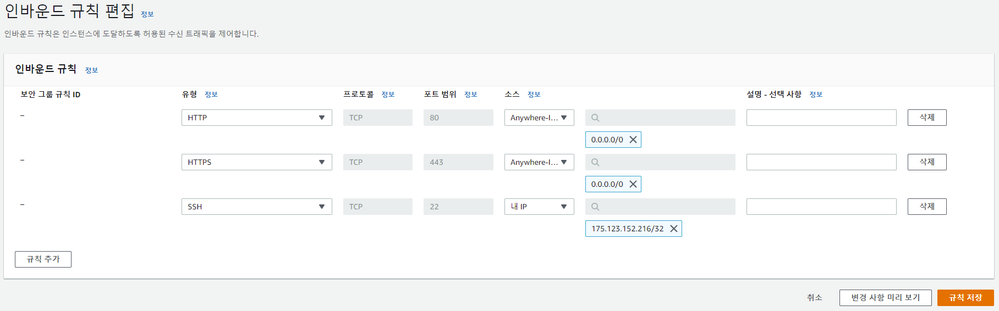 인바운드 규칙 편집 정보
인바운드 규칙은 인스턴스에 도달하도록 허용된 수신 트래픽을 제어합니다.
인바운드 규칙 정보
보안 그룹 규칙 ID 유형 정보 프로토콜 정보 포트 범위 정보 소스 정보 설명 - 선택 사항 정보
– HTTP TCP 80 Anywhere-I... 삭제
0.0.0.0/0
– HTTPS TCP 443 Anywhere-I... 삭제
0.0.0.0/0
– SSH TCP 22 내 IP 삭제
175.123.152.216/32
규칙 추가
취소 변경 사항 미리 보기 규칙 저장